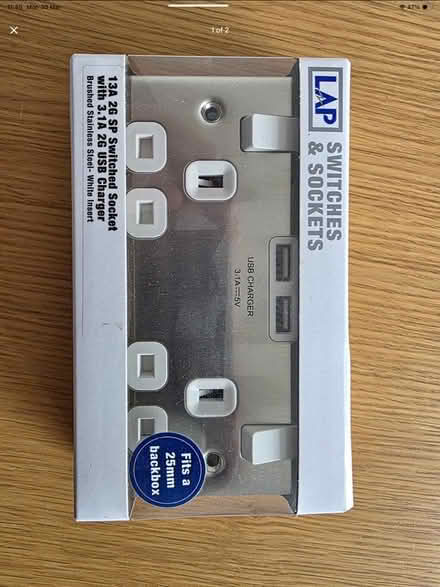 1 of 2
47%
LAP
SWITCHES
& SOCKETS
13A 2G SP Switched Socket
with 3.1A 2G USB Charger
Brushed Stainless Steel- White Insert
USB CHARGER
3.1A⎓5V
Fits a
25mm
backbox